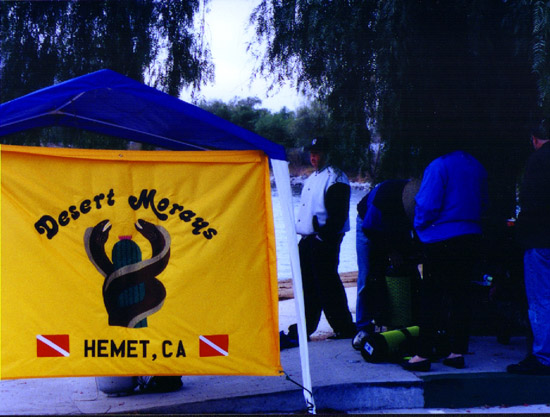 Desert Morays
HEMET, CA